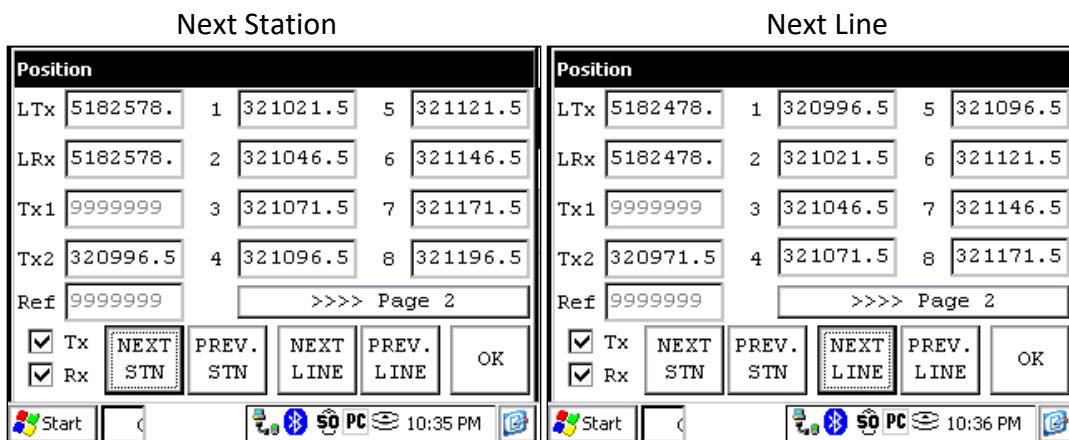 Next Station
Position
LTx 5182578. 1 321021.5 5 321121.5
LRx 5182578. 2 321046.5 6 321146.5
Tx1 9999999 3 321071.5 7 321171.5
Tx2 320996.5 4 321096.5 8 321196.5
Ref 9999999 >>>> Page 2
Tx
Rx
NEXT STN
PREV. STN
NEXT LINE
PREV. LINE
OK
Start
PC
10:35 PM
Next Line
Position
LTx 5182478. 1 320996.5 5 321096.5
LRx 5182478. 2 321021.5 6 321121.5
Tx1 9999999 3 321046.5 7 321146.5
Tx2 320971.5 4 321071.5 8 321171.5
Ref 9999999 >>>> Page 2
Tx
Rx
NEXT STN
PREV. STN
NEXT LINE
PREV. LINE
OK
Start
PC
10:36 PM